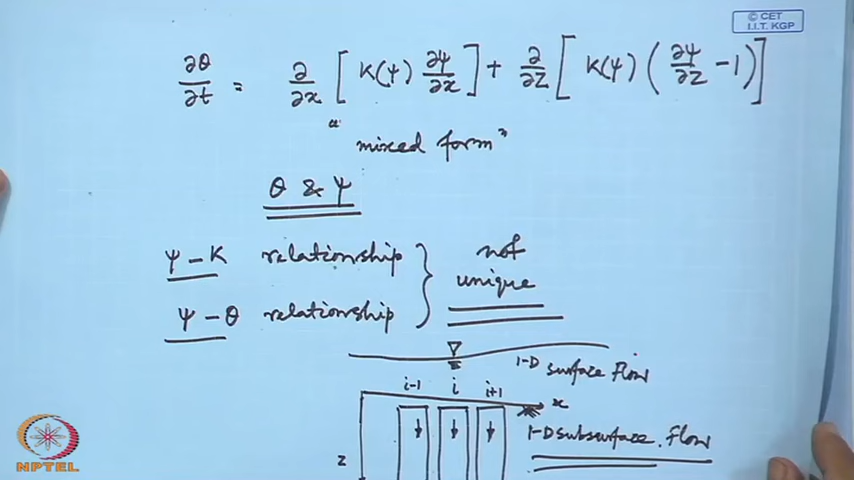 © CET
I.I.T. KGP
∂θ/∂t = ∂/∂x [ K(ψ) ∂ψ/∂x ] + ∂/∂z [ K(ψ) ( ∂ψ/∂z - 1 ) ]
"mixed form"
θ & ψ
ψ - K relationship
ψ - θ relationship
not
unique
1-D surface flow
i-1 i i+1
x
1-D subsurface flow
z
NPTEL